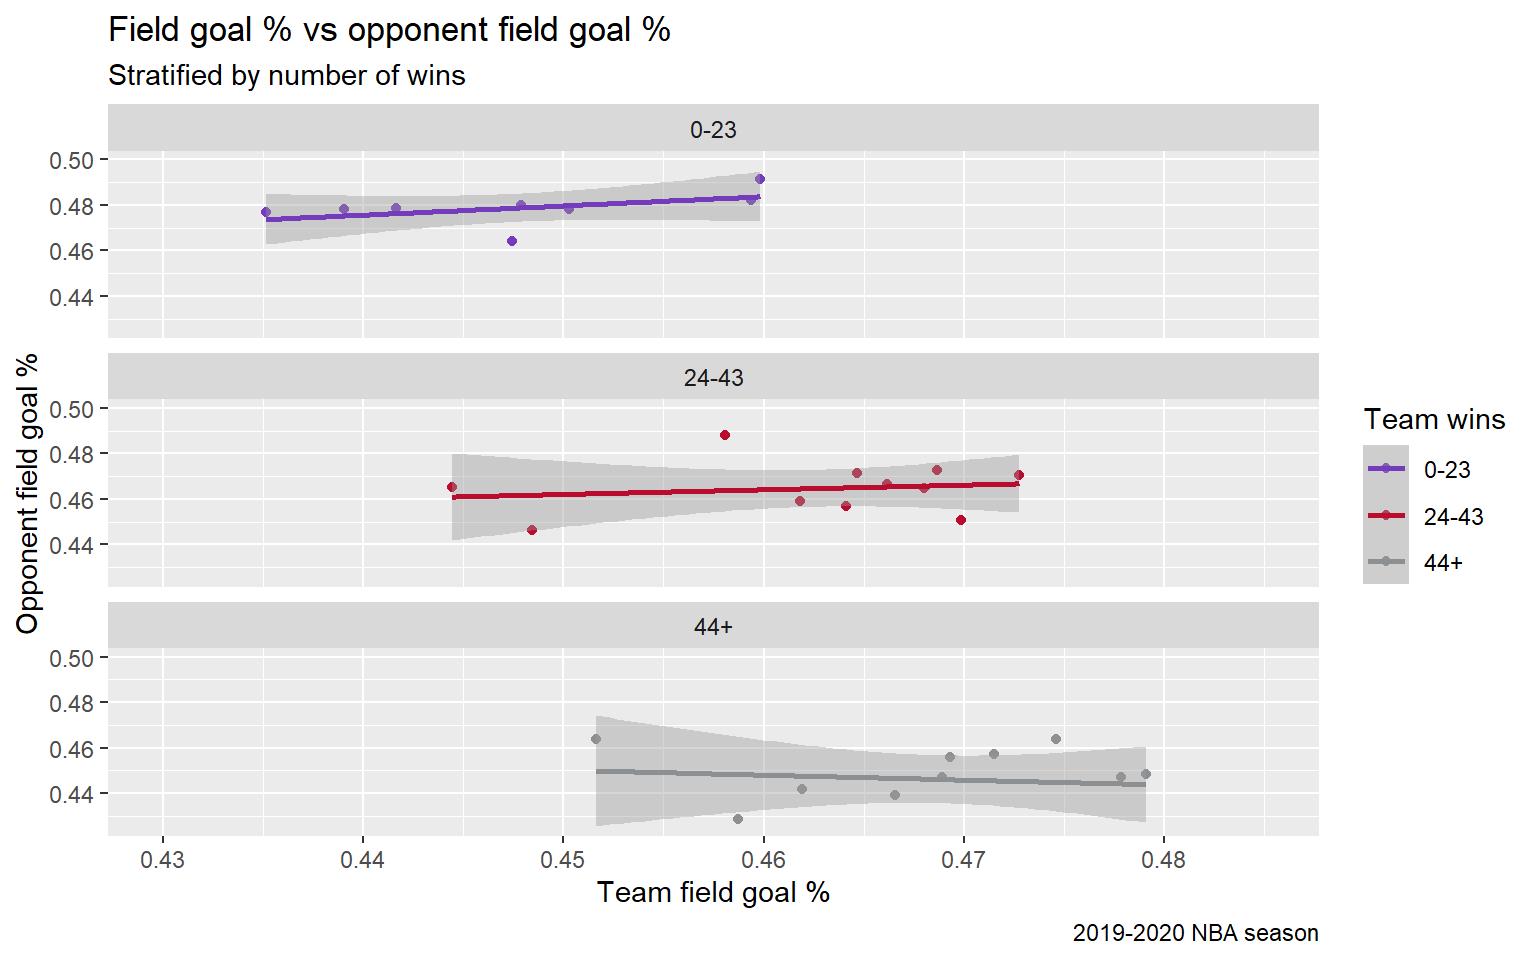 Field goal % vs opponent field goal %
Stratified by number of wins
0-23
0.50
0.48
0.46
0.44
24-43
0.50
0.48
0.46
0.44
44+
0.50
0.48
0.46
0.44
0.43 0.44 0.45 0.46 0.47 0.48
Team field goal %
Opponent field goal %
Team wins
0-23
24-43
44+
2019-2020 NBA season